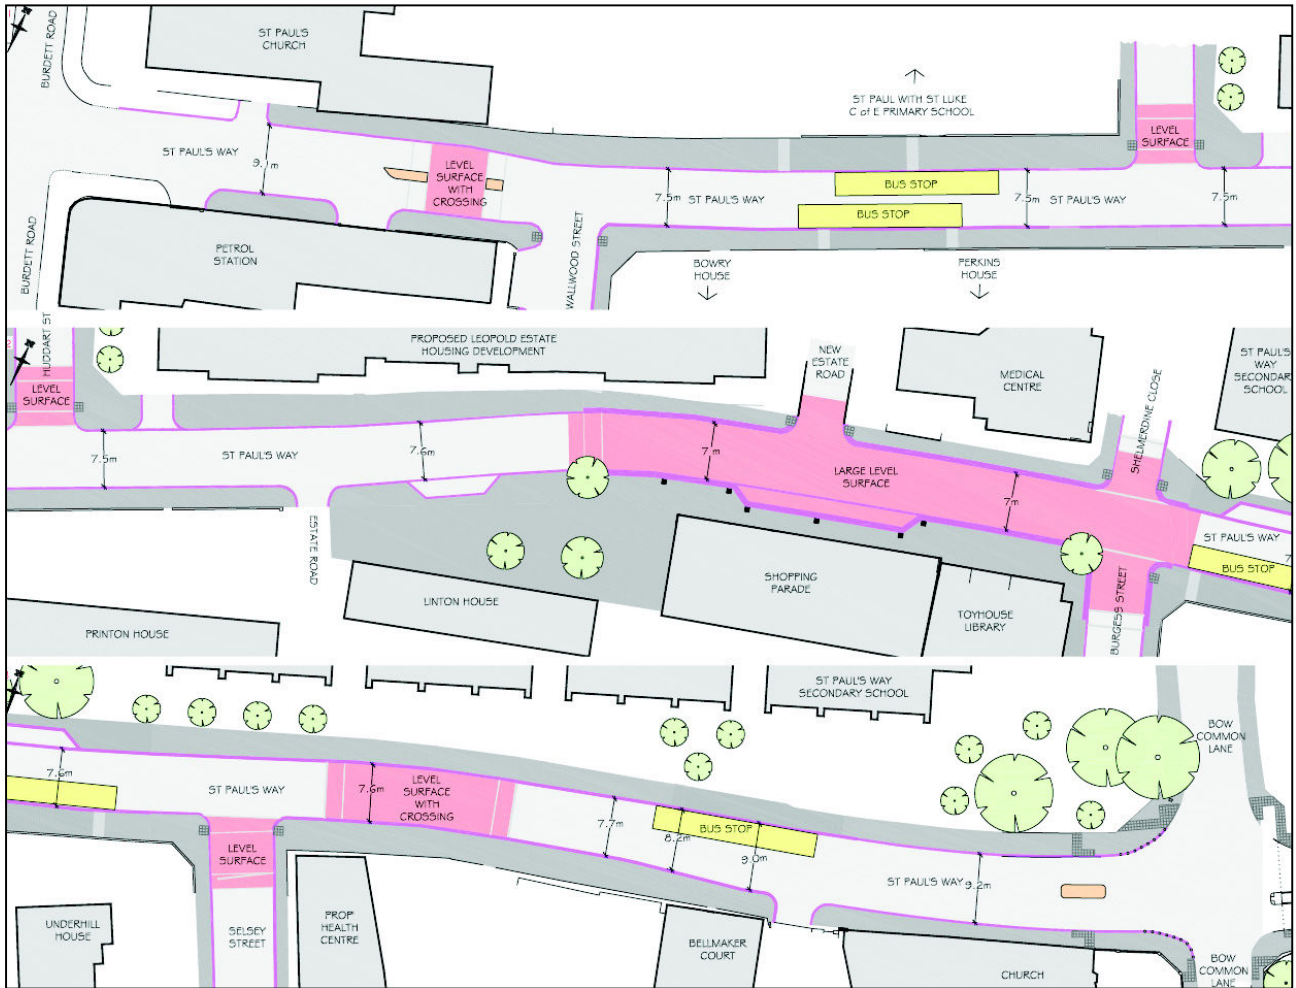 BURDETT ROAD
ST PAUL'S
CHURCH
ST PAUL WITH ST LUKE
C of E PRIMARY SCHOOL
LEVEL
SURFACE
ST PAUL'S WAY
9.1m
LEVEL
SURFACE
WITH
CROSSING
7.5m
ST PAUL'S WAY
BUS STOP
BUS STOP
7.5m
ST PAUL'S WAY
7.5m
BURDETT ROAD
PETROL
STATION
WALLWOOD STREET
BOWRY
HOUSE
PERKINS
HOUSE
2
HUDDART ST
LEVEL
SURFACE
PROPOSED LEOPOLD ESTATE
HOUSING DEVELOPMENT
NEW
ESTATE
ROAD
MEDICAL
CENTRE
SHELMERDINE CLOSE
ST PAUL'S
WAY
SECONDARY
SCHOOL
7.5m
ST PAUL'S WAY
7.6m
7m
LARGE LEVEL
SURFACE
7m
ST PAUL'S WAY
7
BUS STOP
ESTATE
ROAD
LINTON HOUSE
SHOPPING
PARADE
TOYHOUSE
LIBRARY
BURGESS STREET
PRINTON HOUSE
ST PAUL'S WAY
SECONDARY SCHOOL
BOW
COMMON
LANE
7.6m
ST PAUL'S WAY
7.6m
LEVEL
SURFACE
WITH
CROSSING
7.7m
8.2m
BUS STOP
9.0m
ST PAUL'S WAY
9.2m
LEVEL
SURFACE
UNDERHILL
HOUSE
SELSEY
STREET
PROP
HEALTH
CENTRE
BELLMAKER
COURT
CHURCH
BOW
COMMON
LANE